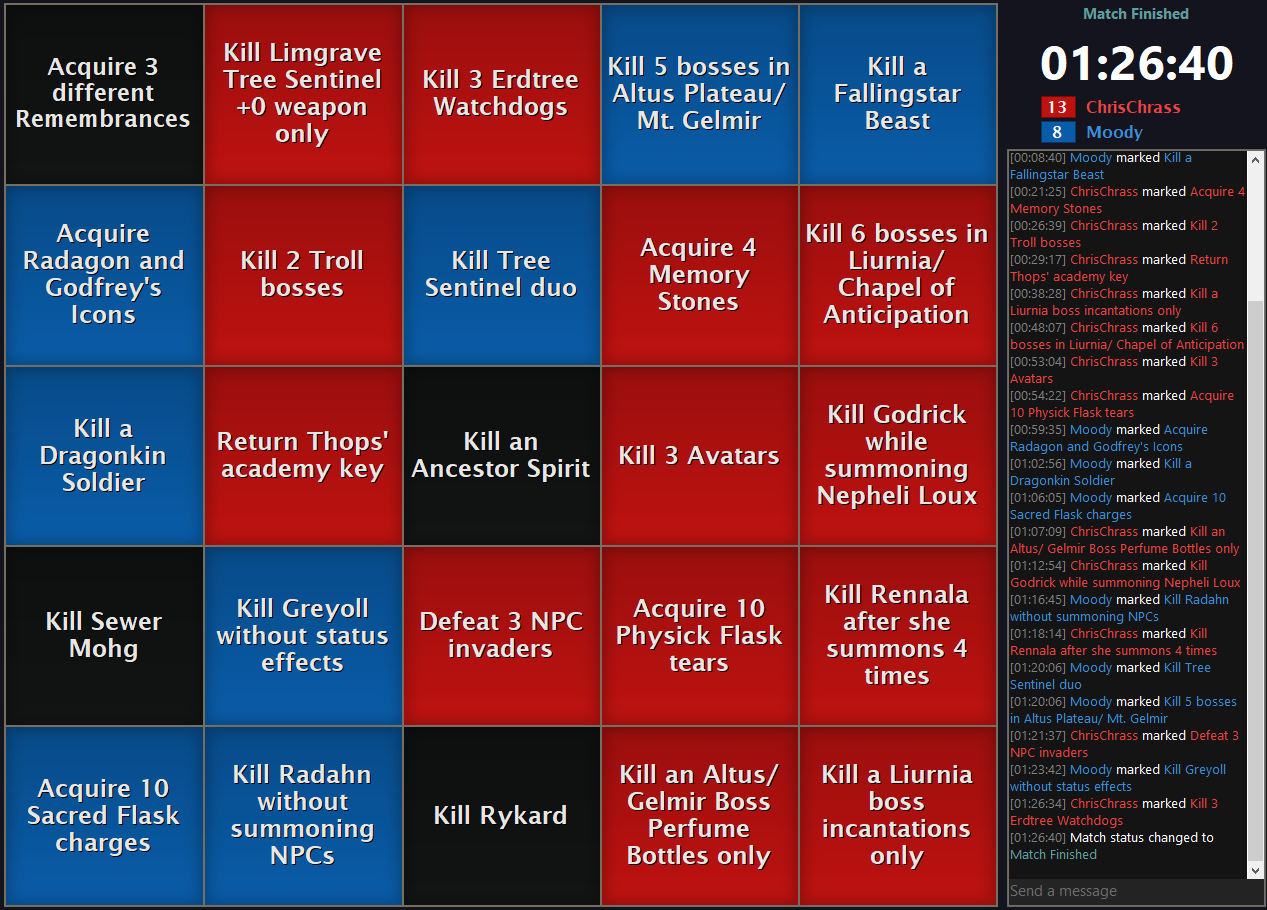 Acquire 3
different
Remembrances
Kill Limgrave
Tree Sentinel
+0 weapon
only
Kill 3 Erdtree
Watchdogs
Kill 5 bosses in
Altus Plateau/
Mt. Gelmir
Kill a
Fallingstar
Beast
Acquire
Radagon and
Godfrey's
Icons
Kill 2 Troll
bosses
Kill Tree
Sentinel duo
Acquire 4
Memory
Stones
Kill 6 bosses in
Liurnia/
Chapel of
Anticipation
Kill a
Dragonkin
Soldier
Return Thops'
academy key
Kill an
Ancestor Spirit
Kill 3 Avatars
Kill Godrick
while
summoning
Nepheli Loux
Kill Sewer
Mohg
Kill Greyoll
without status
effects
Defeat 3 NPC
invaders
Acquire 10
Physick Flask
tears
Kill Rennala
after she
summons 4
times
Acquire 10
Sacred Flask
charges
Kill Radahn
without
summoning
NPCs
Kill Rykard
Kill an Altus/
Gelmir Boss
Perfume
Bottles only
Kill a Liurnia
boss
incantations
only
Match Finished
01:26:40
13 ChrisChrass
8 Moody
[00:08:40] Moody marked Kill a
Fallingstar Beast
[00:21:25] ChrisChrass marked Acquire 4
Memory Stones
[00:26:39] ChrisChrass marked Kill 2
Troll bosses
[00:29:17] ChrisChrass marked Return
Thops' academy key
[00:38:28] ChrisChrass marked Kill a
Liurnia boss incantations only
[00:48:07] ChrisChrass marked Kill 6
bosses in Liurnia/ Chapel of Anticipation
[00:53:04] ChrisChrass marked Kill 3
Avatars
[00:54:22] ChrisChrass marked Acquire
10 Physick Flask tears
[00:59:35] Moody marked Acquire
Radagon and Godfrey's Icons
[01:02:56] Moody marked Kill a
Dragonkin Soldier
[01:06:05] Moody marked Acquire 10
Sacred Flask charges
[01:07:09] ChrisChrass marked Kill an
Altus/ Gelmir Boss Perfume Bottles only
[01:12:54] ChrisChrass marked Kill
Godrick while summoning Nepheli Loux
[01:16:45] Moody marked Kill Radahn
without summoning NPCs
[01:18:14] ChrisChrass marked Kill
Rennala after she summons 4 times
[01:20:06] Moody marked Kill Tree
Sentinel duo
[01:20:06] Moody marked Kill 5 bosses
in Altus Plateau/ Mt. Gelmir
[01:21:37] ChrisChrass marked Defeat 3
NPC invaders
[01:23:42] Moody marked Kill Greyoll
without status effects
[01:26:34] ChrisChrass marked Kill 3
Erdtree Watchdogs
[01:26:40] Match status changed to
Match Finished
Send a message